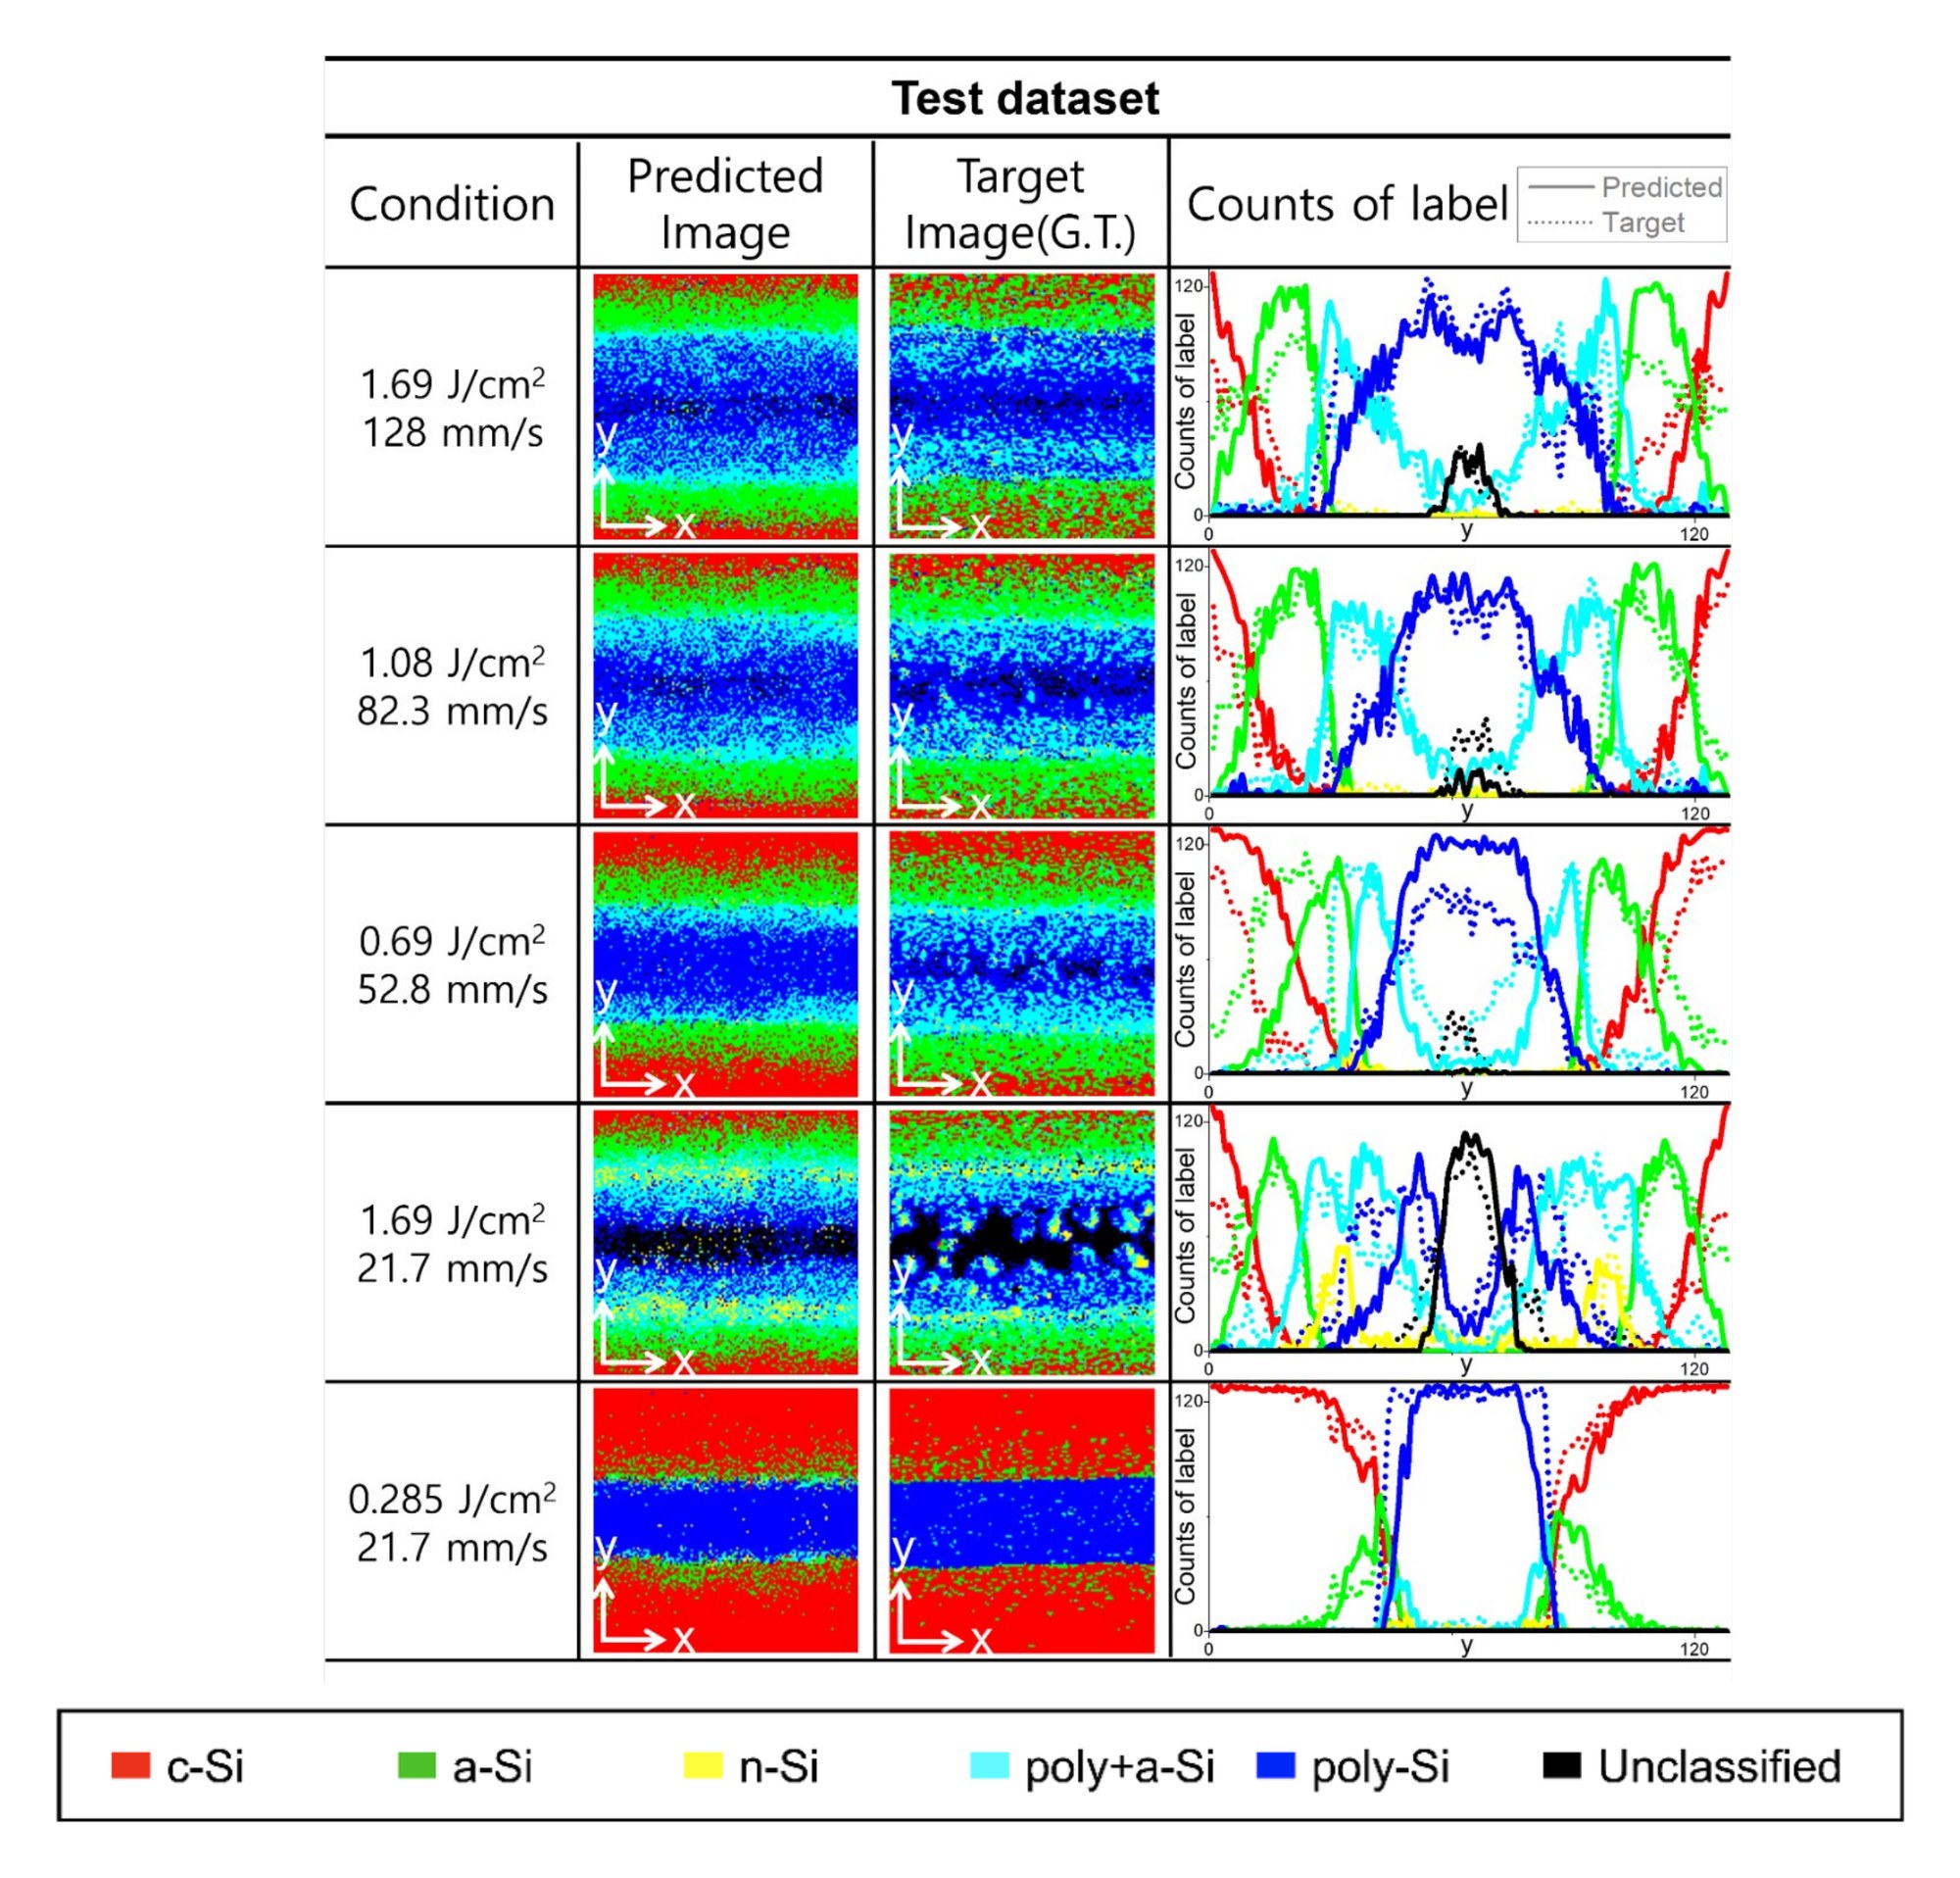 Test dataset
Condition
Predicted
Image
Target
Image(G.T.)
Counts of label
Predicted
Target
1.69 J/cm²
128 mm/s
y
x
y
x
Counts of label
120
0
0
y
120
1.08 J/cm²
82.3 mm/s
y
x
y
x
Counts of label
120
0
0
y
120
0.69 J/cm²
52.8 mm/s
y
x
y
x
Counts of label
120
0
0
y
120
1.69 J/cm²
21.7 mm/s
y
x
y
x
Counts of label
120
0
0
y
120
0.285 J/cm²
21.7 mm/s
y
x
y
x
Counts of label
120
0
0
y
120
c-Si
a-Si
n-Si
poly+a-Si
poly-Si
Unclassified